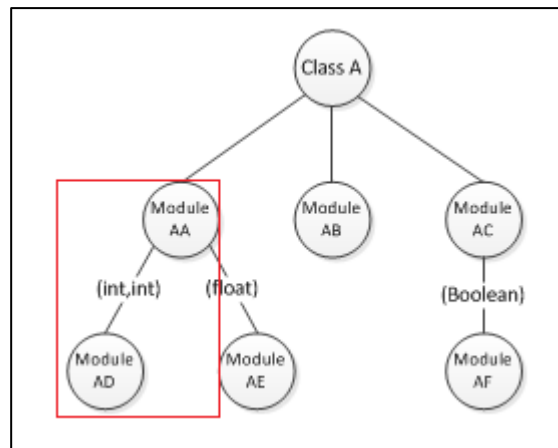 Class A
Module
AA
Module
AB
Module
AC
(int,int)
(float)
(Boolean)
Module
AD
Module
AE
Module
AF